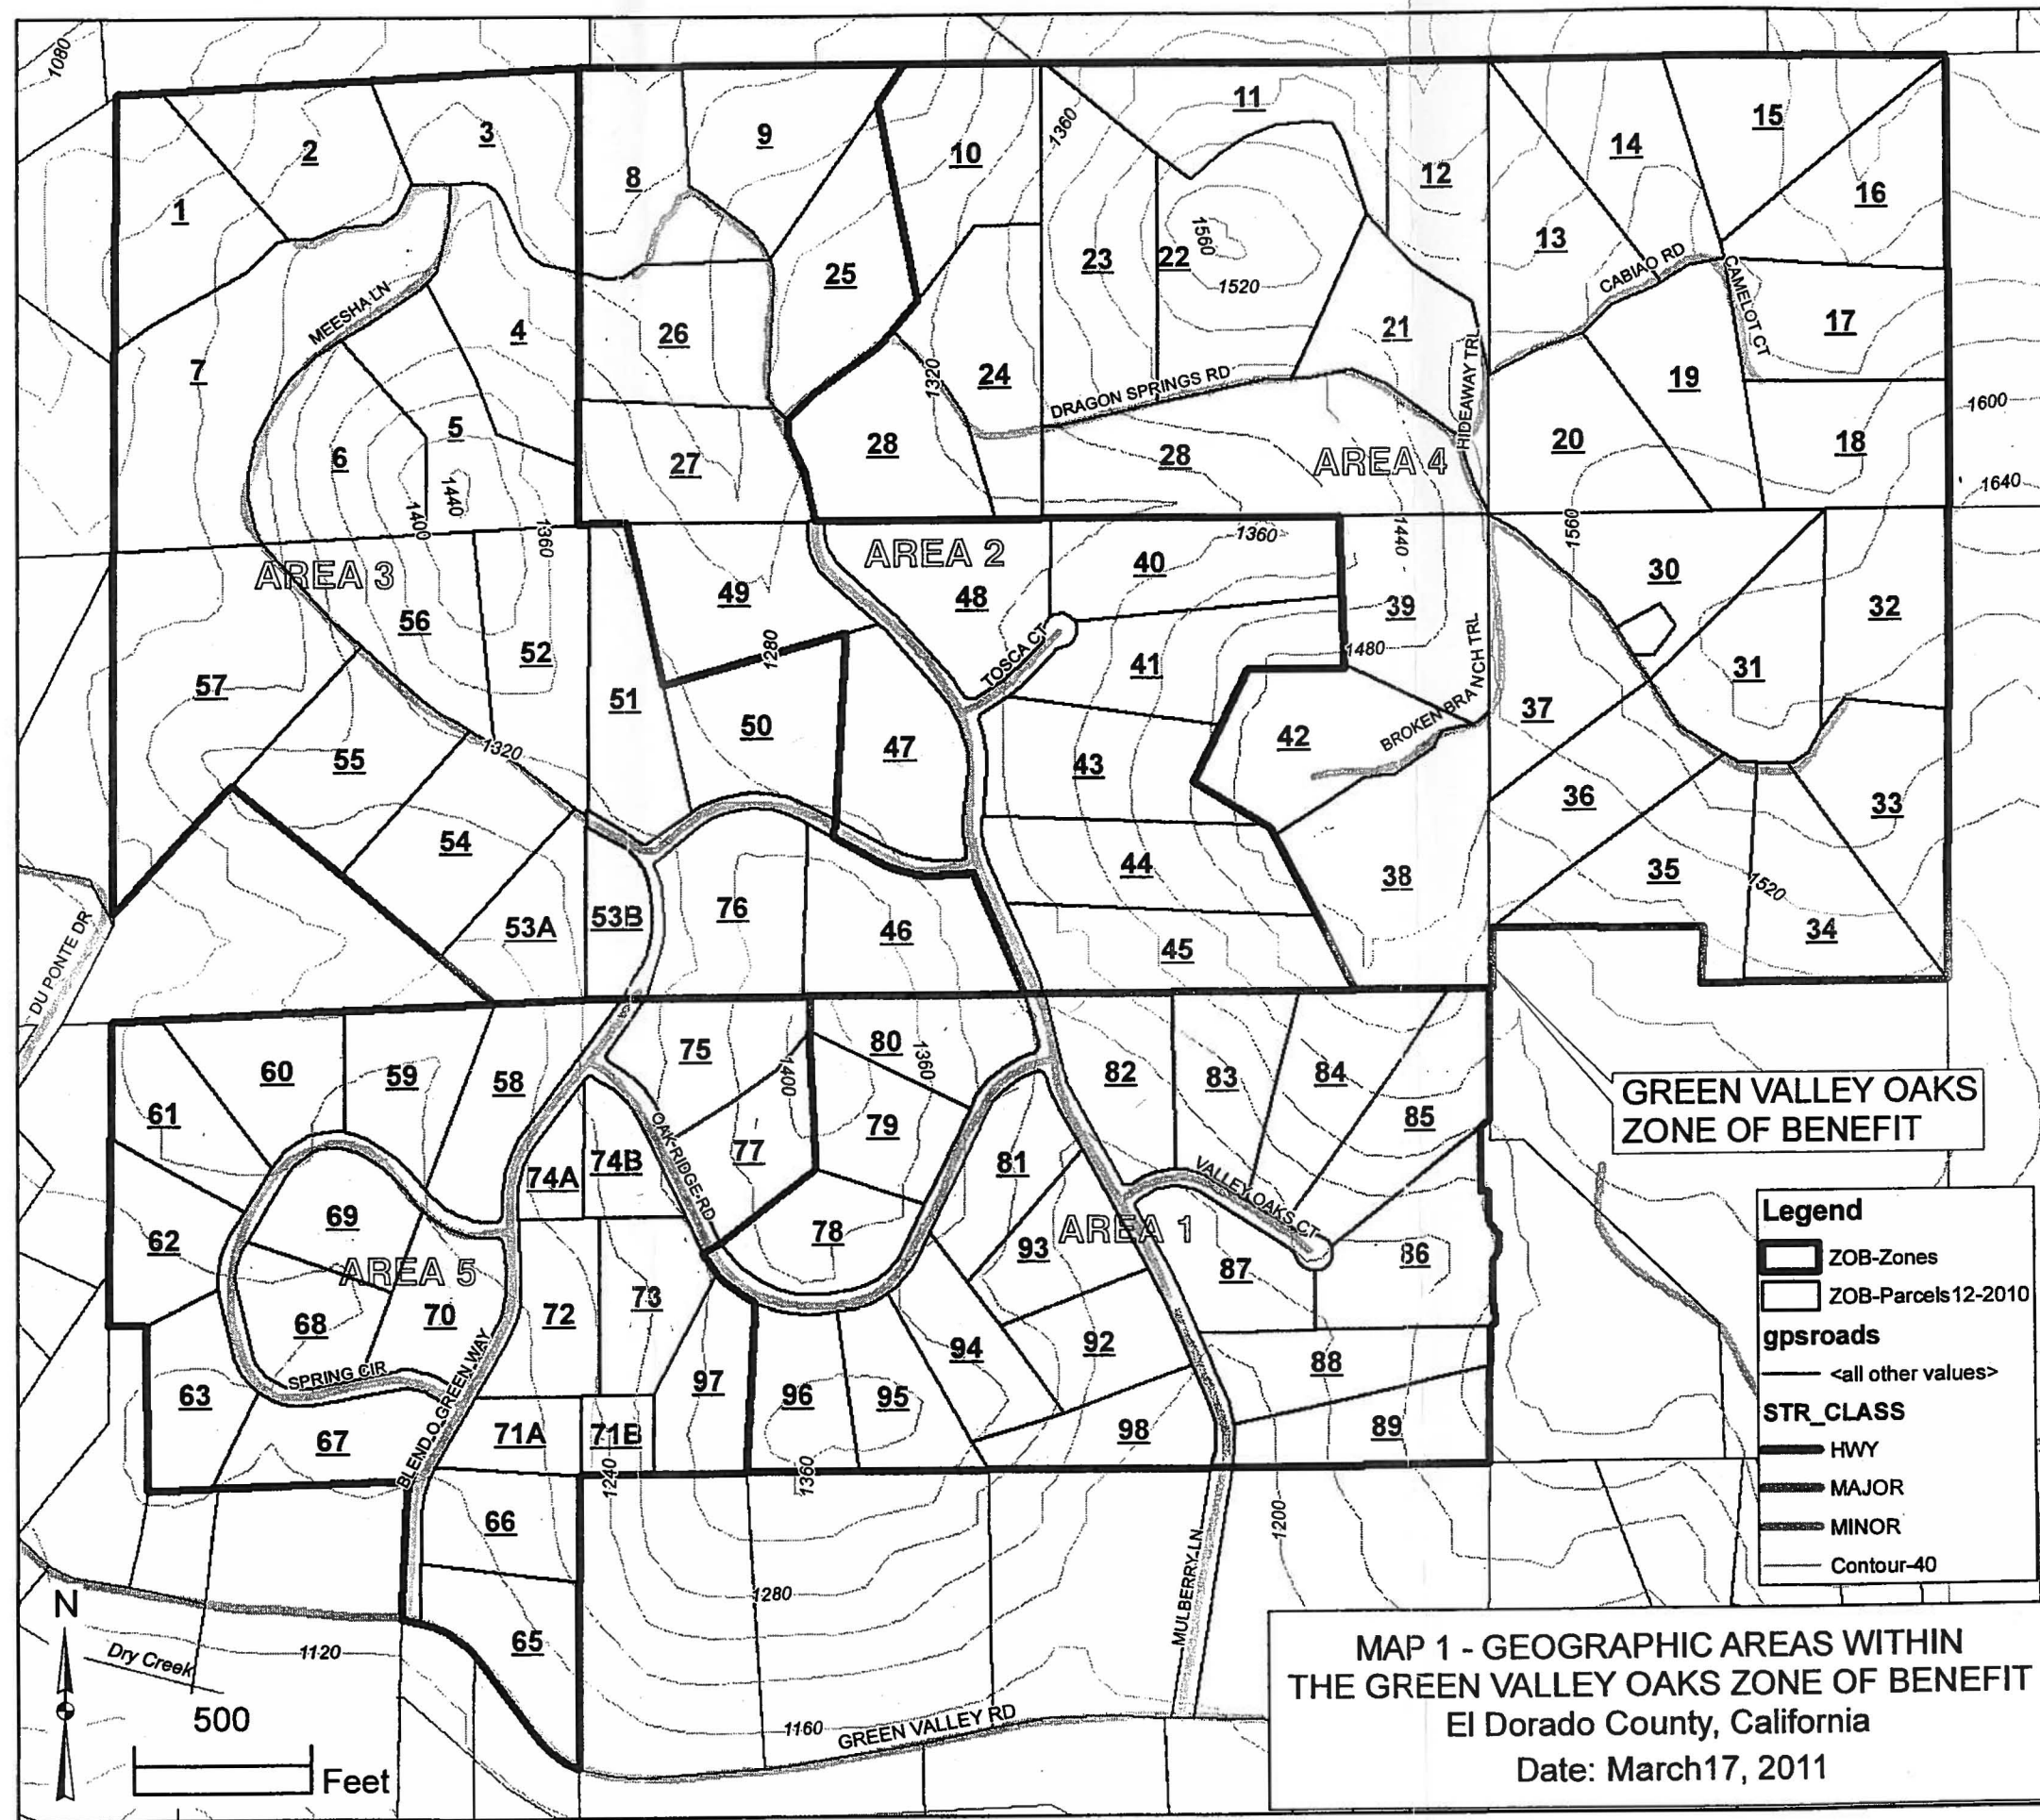 1080
1
2
3
8
9
10
11
12
13
14
15
16
1360
1560
1520
MEESHA LN
4
5
6
7
1440
1400
1360
25
26
27
1320
24
23
22
21
28
28
DRAGON SPRINGS RD
HIDEAWAY TRL
AREA 4
CABIAO RD
CAMELOT CT
17
18
19
20
1600
1640
AREA 3
57
56
52
55
54
53A
53B
1320
51
49
1280
50
AREA 2
48
TOSCA CT
47
40
1360
1440
41
39
1480
BROKEN BRANCH TRL
42
43
44
45
38
1560
30
31
32
37
36
33
35
1520
34
76
46
DU PONTE DR
GREEN VALLEY OAKS
ZONE OF BENEFIT
61
60
59
58
62
69
AREA 5
68
70
SPRING CIR
63
67
BLEND O GREEN WAY
74A
74B
OAK RIDGE RD
75
77
1400
80
1360
79
78
72
73
97
71A
71B
1240
96
95
1360
81
AREA 1
82
83
84
85
VALLEY OAKS CT
93
87
86
94
92
98
88
89
66
65
1280
1160
1200
MULBERRY LN
GREEN VALLEY RD
1120
Dry Creek
N
500
Feet
Legend
ZOB-Zones
ZOB-Parcels12-2010
gpsroads
<all other values>
STR_CLASS
HWY
MAJOR
MINOR
Contour-40
MAP 1 - GEOGRAPHIC AREAS WITHIN
THE GREEN VALLEY OAKS ZONE OF BENEFIT
El Dorado County, California
Date: March17, 2011